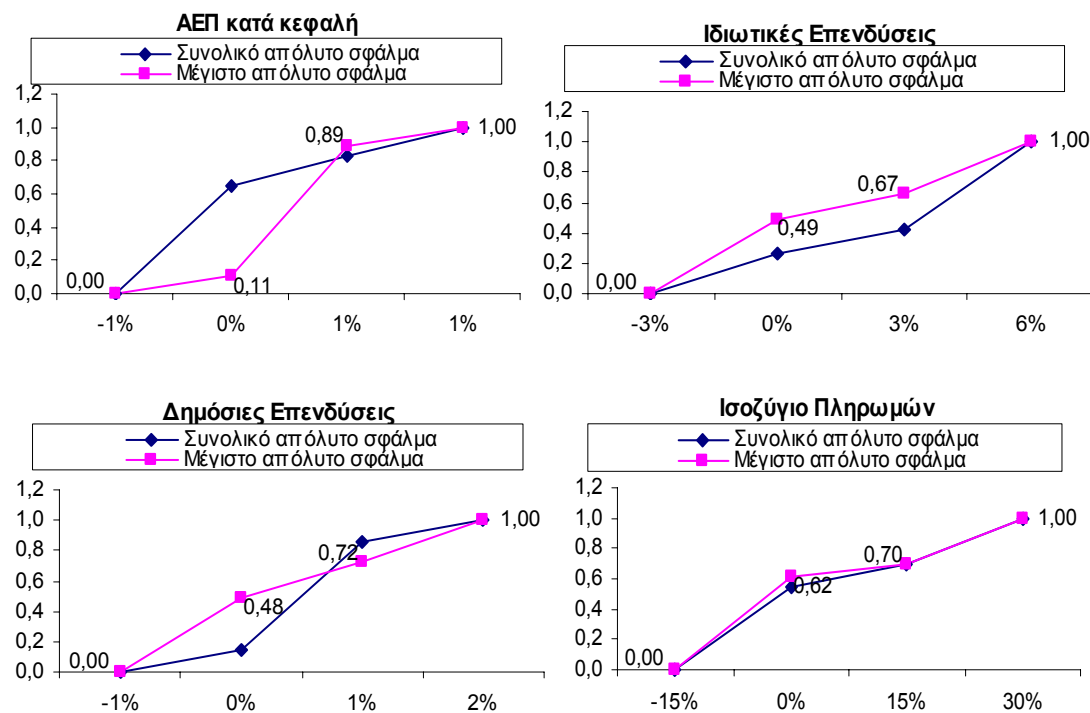 ΑΕΠ κατά κεφαλή
Συνολικό απόλυτο σφάλμα
Μέγιστο απόλυτο σφάλμα
1,2
1,0
0,8
0,6
0,4
0,2
0,0
0,00
0,11
0,89
1,00
-1% 0% 1% 1%
Ιδιωτικές Επενδύσεις
Συνολικό απόλυτο σφάλμα
Μέγιστο απόλυτο σφάλμα
1,2
1,0
0,8
0,6
0,4
0,2
0,0
0,00
0,49
0,67
1,00
-3% 0% 3% 6%
Δημόσιες Επενδύσεις
Συνολικό απόλυτο σφάλμα
Μέγιστο απόλυτο σφάλμα
1,2
1,0
0,8
0,6
0,4
0,2
0,0
0,00
0,48
0,72
1,00
-1% 0% 1% 2%
Ισοζύγιο Πληρωμών
Συνολικό απόλυτο σφάλμα
Μέγιστο απόλυτο σφάλμα
1,2
1,0
0,8
0,6
0,4
0,2
0,0
0,00
0,62
0,70
1,00
-15% 0% 15% 30%